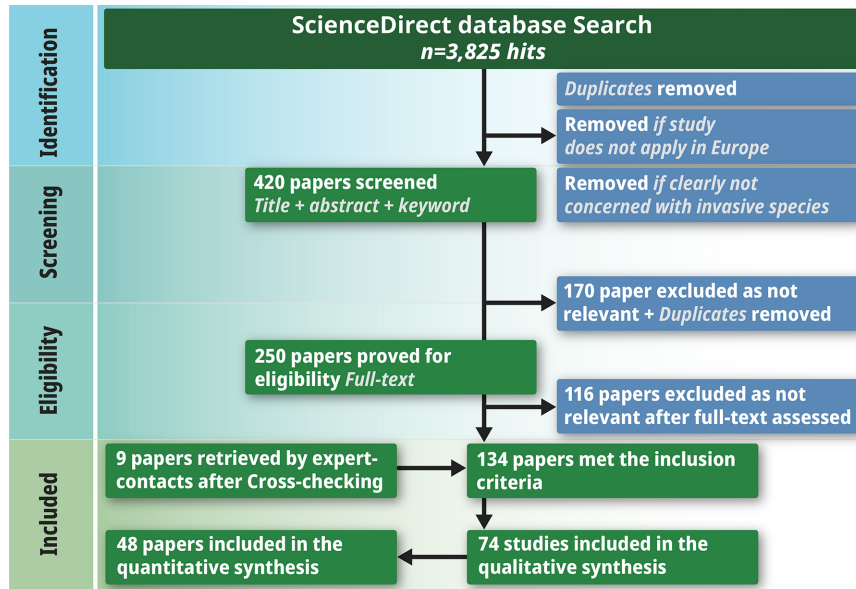 ScienceDirect database Search
n=3,825 hits
Identification
Duplicates removed
Removed if study
does not apply in Europe
Screening
420 papers screened
Title + abstract + keyword
Removed if clearly not
concerned with invasive species
170 paper excluded as not
relevant + Duplicates removed
Eligibility
250 papers proved for
eligibility Full-text
116 papers excluded as not
relevant after full-text assessed
Included
9 papers retrieved by expert-
contacts after Cross-checking
134 papers met the inclusion
criteria
48 papers included in the
quantitative synthesis
74 studies included in the
qualitative synthesis